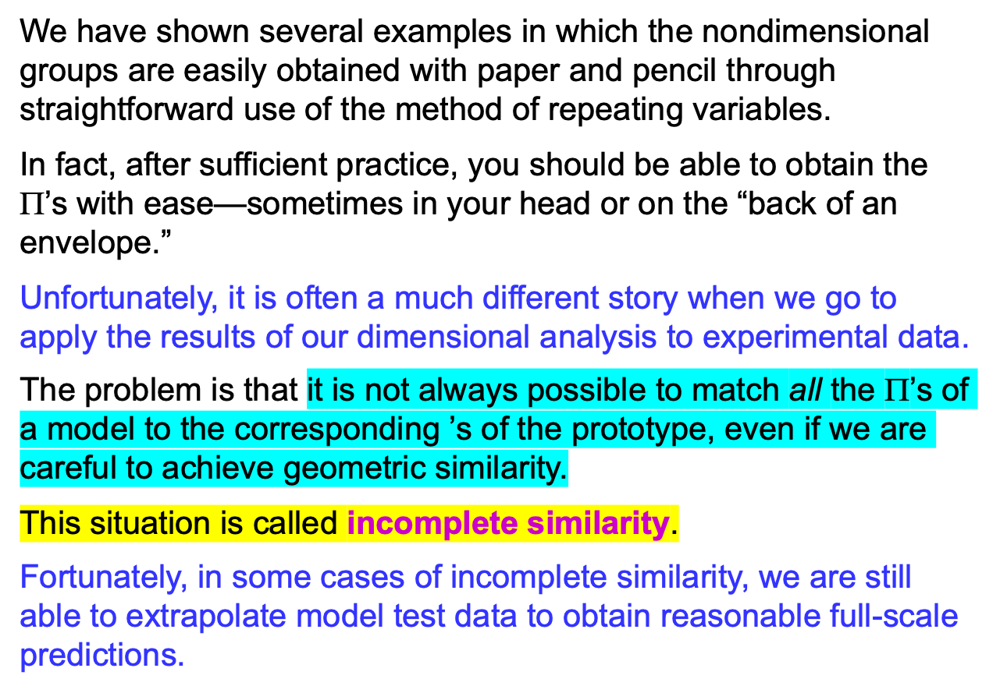 We have shown several examples in which the nondimensional
groups are easily obtained with paper and pencil through
straightforward use of the method of repeating variables.
In fact, after sufficient practice, you should be able to obtain the
Π’s with ease—sometimes in your head or on the “back of an
envelope.”
Unfortunately, it is often a much different story when we go to
apply the results of our dimensional analysis to experimental data.
The problem is that it is not always possible to match all the Π’s of
a model to the corresponding ’s of the prototype, even if we are
careful to achieve geometric similarity.
This situation is called incomplete similarity.
Fortunately, in some cases of incomplete similarity, we are still
able to extrapolate model test data to obtain reasonable full-scale
predictions.